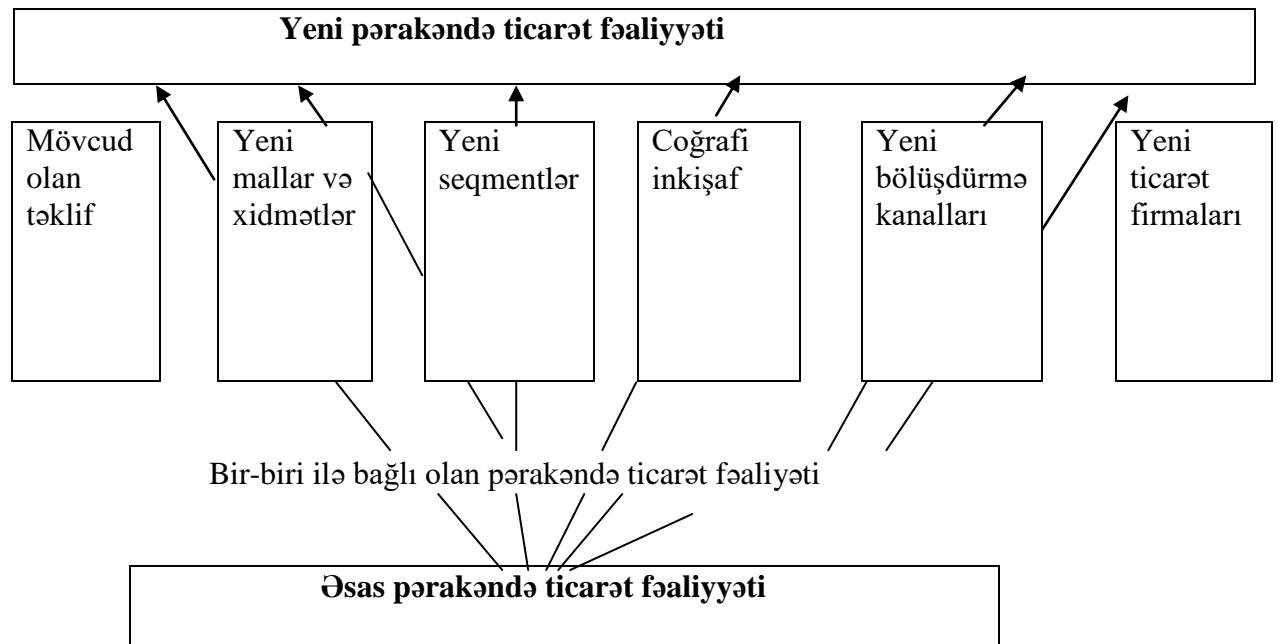 Yeni pərakəndə ticarət fəaliyyəti
Mövcud
olan
təklif
Yeni
mallar və
xidmətlər
Yeni
seqmentlər
Coğrafi
inkişaf
Yeni
bölüşdürmə
kanalları
Yeni
ticarət
firmaları
Bir-biri ilə bağlı olan pərakəndə ticarət fəaliyəti
Əsas pərakəndə ticarət fəaliyyəti